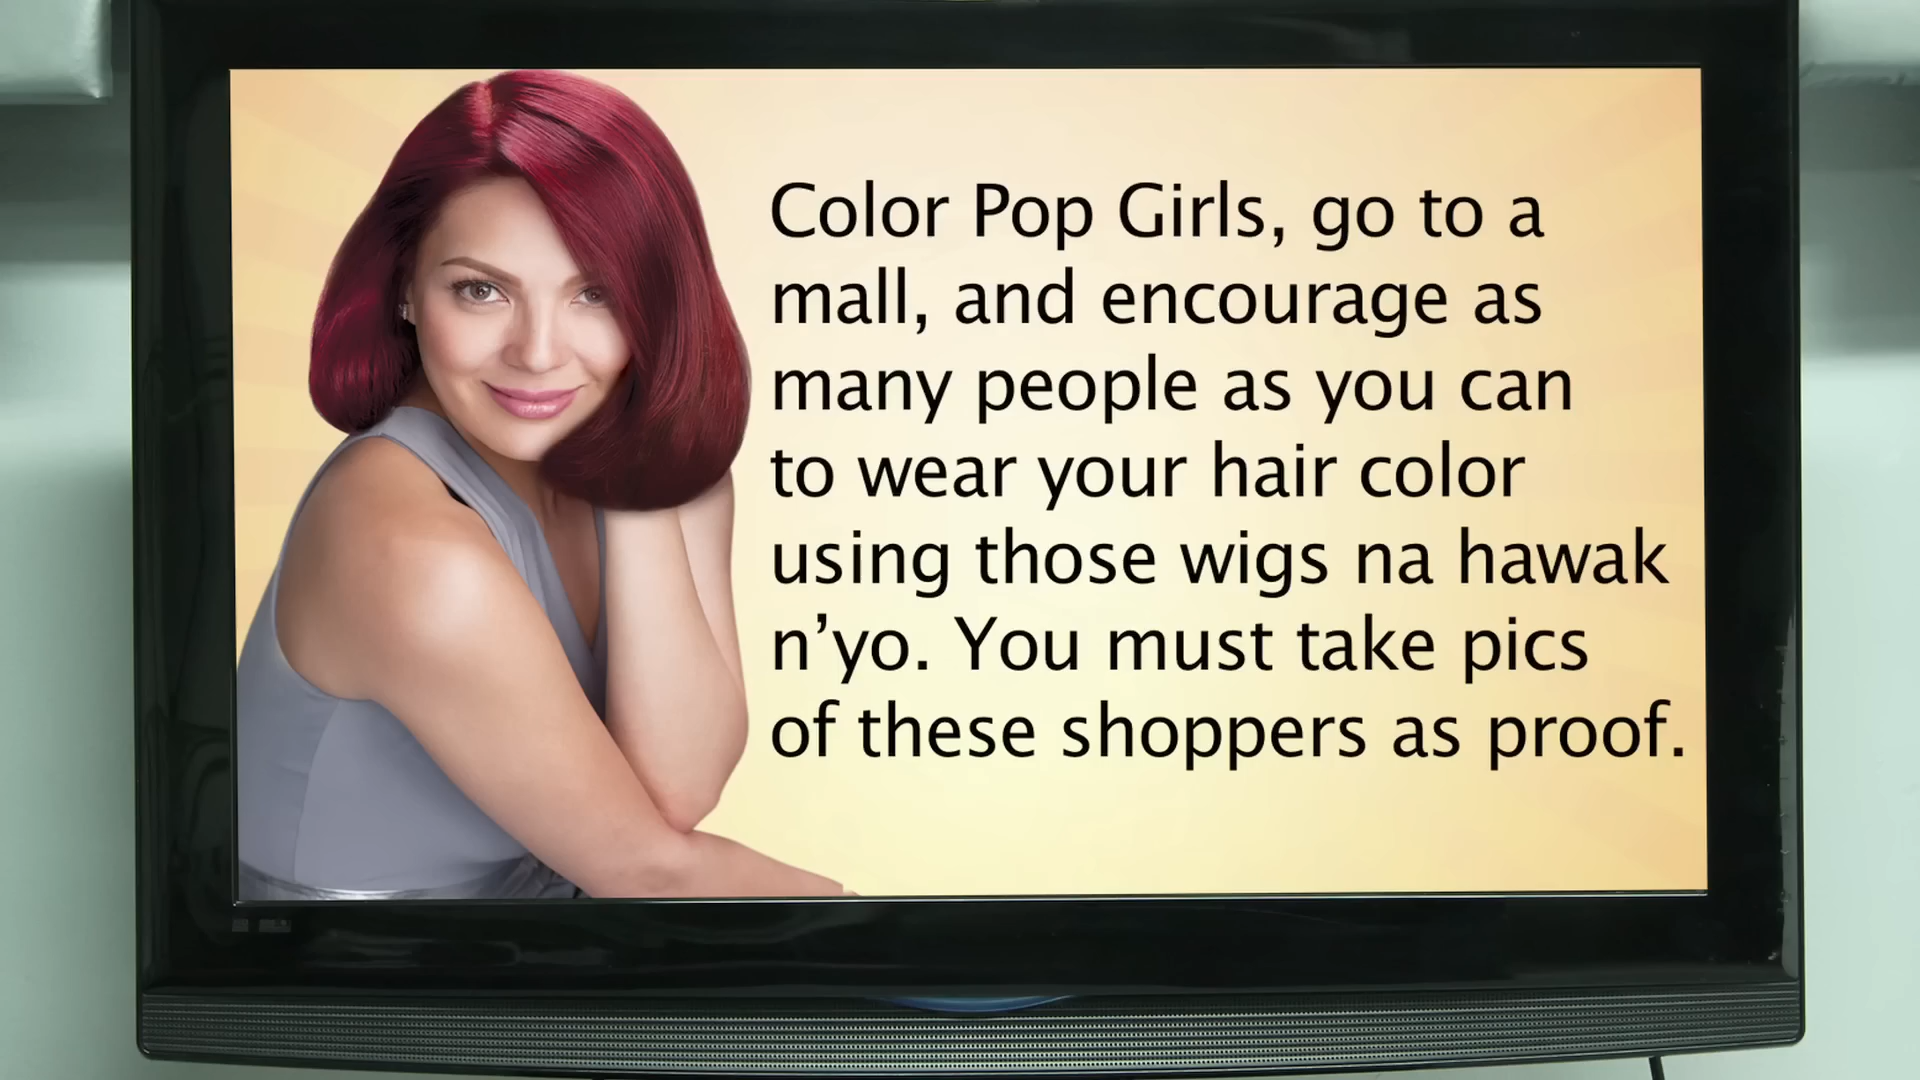 Color Pop Girls, go to a
mall, and encourage as
many people as you can
to wear your hair color
using those wigs na hawak
n’yo. You must take pics
of these shoppers as proof.